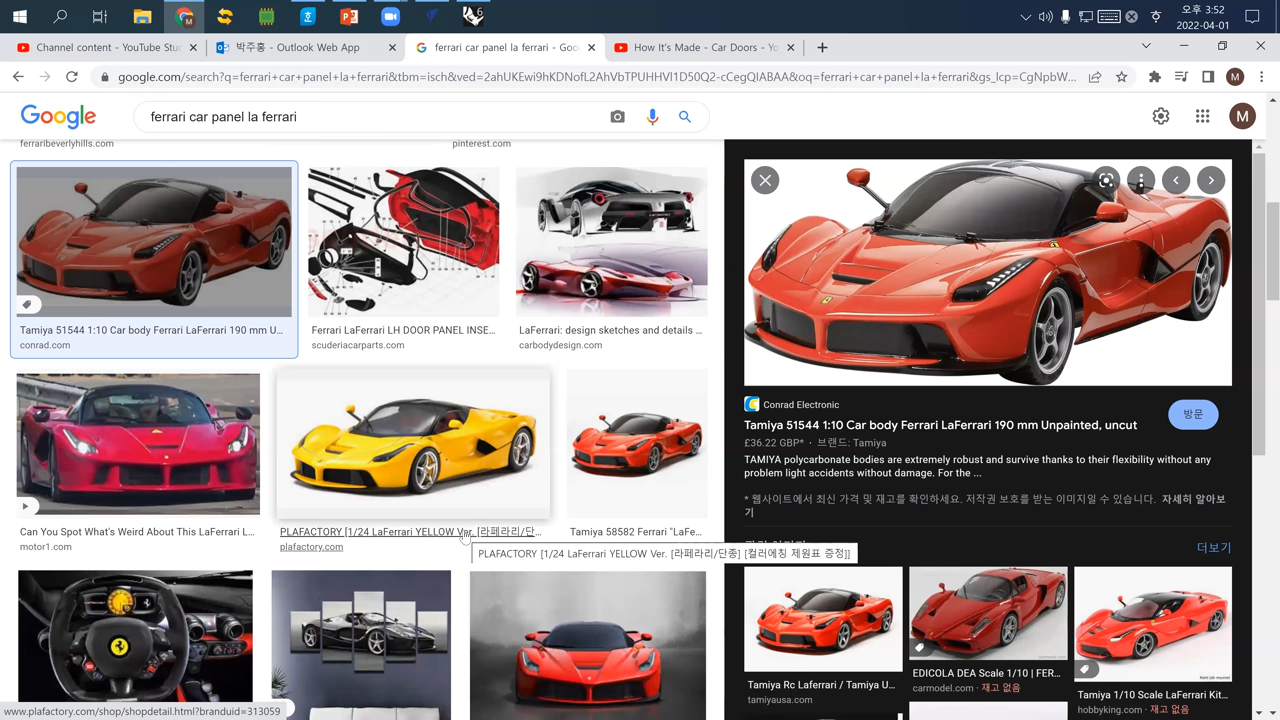 오후 3:52
2022-04-01
Channel content - YouTube Stu
박주홍 - Outlook Web App
ferrari car panel la ferrari - Goo
How It's Made - Car Doors - Yo
google.com/search?q=ferrari+car+panel+la+ferrari&tbm=isch&ved=2ahUKEwi9hKDNofL2AhVbTPUHHVl1D50Q2-cCegQIABAA&oq=ferrari+car+panel+la+ferrari&gs_lcp=CgNpbW...
M
Google
ferrari car panel la ferrari
M
ferraribeverlyhills.com
pinterest.com
Tamiya 51544 1:10 Car body Ferrari LaFerrari 190 mm U...
conrad.com
Ferrari LaFerrari LH DOOR PANEL INSE...
scuderiacarparts.com
LaFerrari: design sketches and details ...
carbodydesign.com
Can You Spot What's Weird About This LaFerrari L...
motor1.com
PLAFACTORY [1/24 LaFerrari YELLOW Ver. [라페라리/단...
plafactory.com
Tamiya 58582 Ferrari "LaFe...
PLAFACTORY [1/24 LaFerrari YELLOW Ver. [라페라리/단종] [컬러에칭 제원표 증정]]
www.plafactory.com/shop/shopdetail.html?branduid=313059
Conrad Electronic
Tamiya 51544 1:10 Car body Ferrari LaFerrari 190 mm Unpainted, uncut
방문
£36.22 GBP* · 브랜드: Tamiya
TAMIYA polycarbonate bodies are extremely robust and survive thanks to their flexibility without any
problem light accidents without damage. For the ...
* 웹사이트에서 최신 가격 및 재고를 확인하세요. 저작권 보호를 받는 이미지일 수 있습니다. 자세히 알아보
기
더보기
Tamiya Rc Laferrari / Tamiya U...
tamiyausa.com
EDICOLA DEA Scale 1/10 | FER...
carmodel.com · 재고 없음
Tamiya 1/10 Scale LaFerrari Kit...
hobbyking.com · 재고 없음